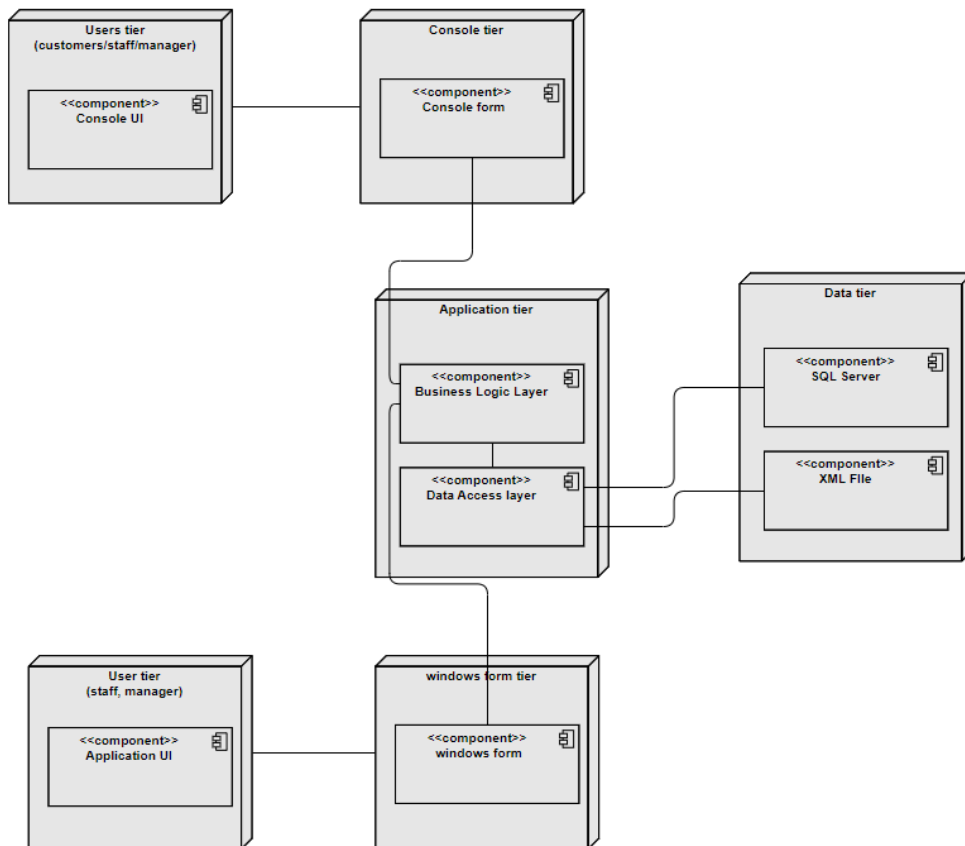 Users tier
(customers/staff/manager)
<<component>>
Console UI
Console tier
<<component>>
Console form
Application tier
<<component>>
Business Logic Layer
<<component>>
Data Access layer
Data tier
<<component>>
SQL Server
<<component>>
XML FIle
User tier
(staff, manager)
<<component>>
Application UI
windows form tier
<<component>>
windows form